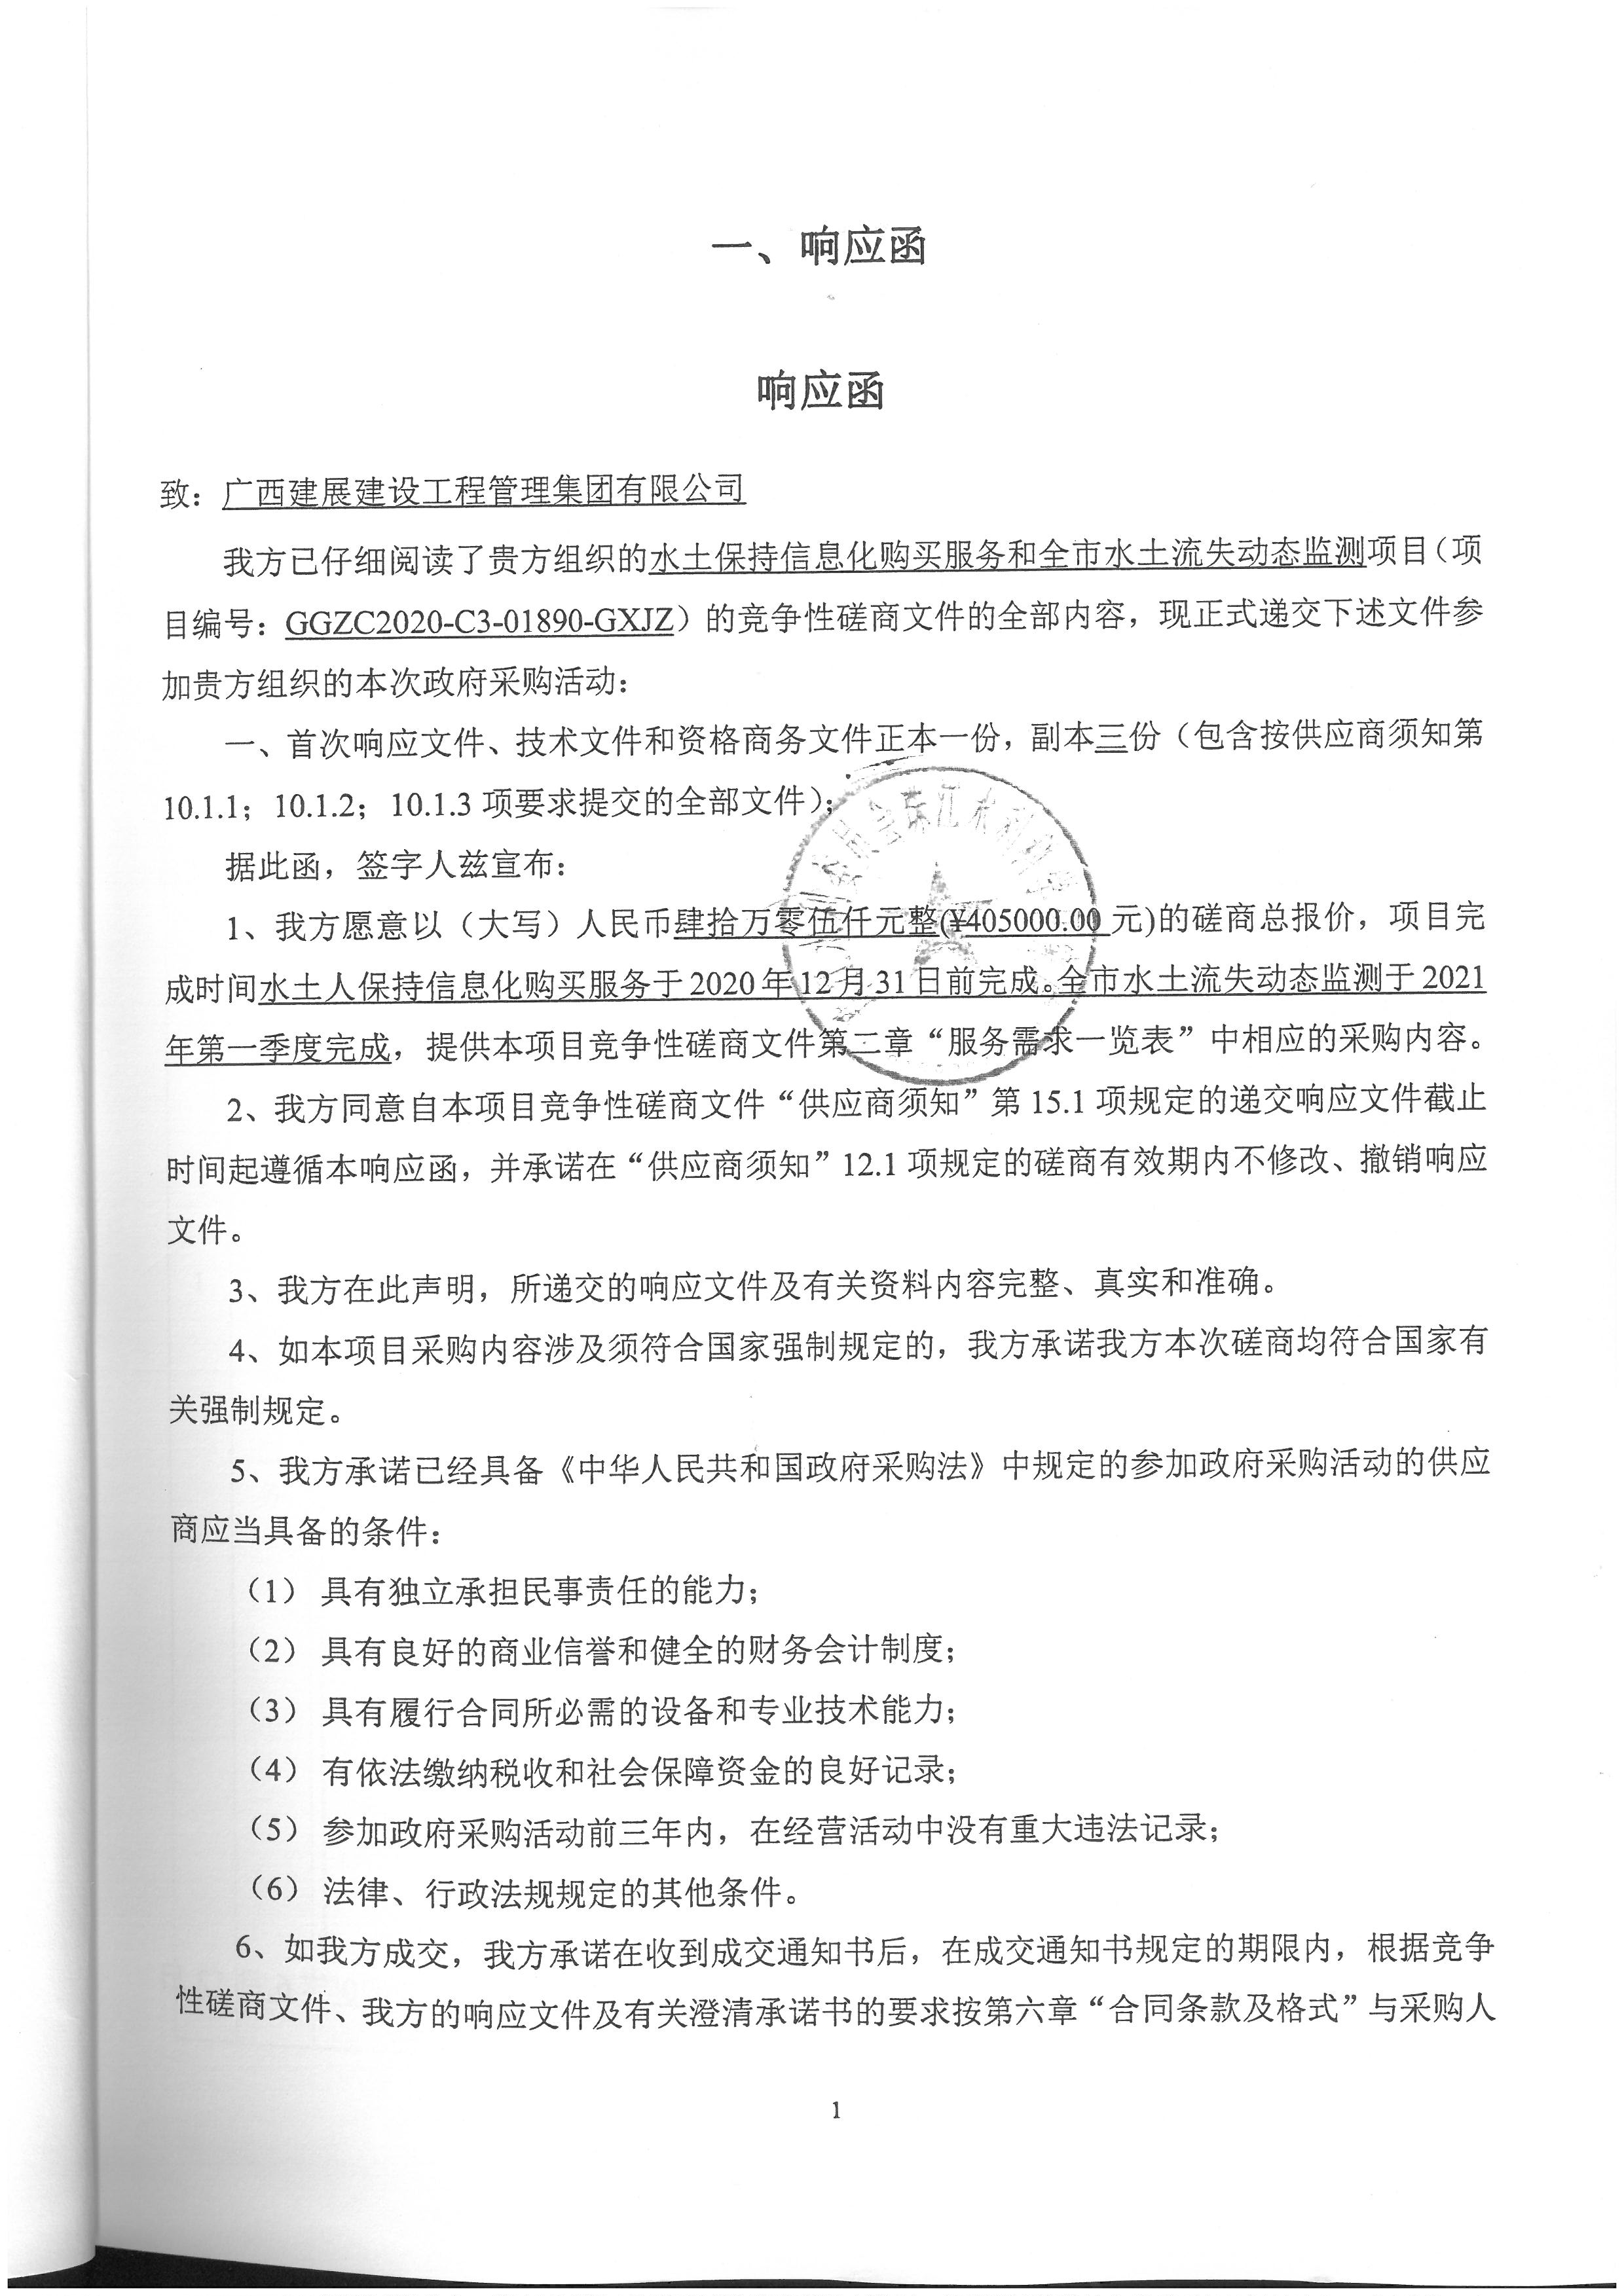 一、响应函
响应函
致：广西建展建设工程管理集团有限公司
我方已仔细阅读了贵方组织的水土保持信息化购买服务和全市水土流失动态监测项目（项
目编号：GGZC2020-C3-01890-GXJZ）的竞争性磋商文件的全部内容，现正式递交下述文件参
加贵方组织的本次政府采购活动：
一、首次响应文件、技术文件和资格商务文件正本一份，副本三份（包含按供应商须知第
10.1.1；10.1.2；10.1.3 项要求提交的全部文件）；
据此函，签字人兹宣布：
1、我方愿意以（大写）人民币肆拾万零伍仟元整(¥405000.00 元)的磋商总报价，项目完
成时间水土人保持信息化购买服务于 2020 年 12 月 31 日前完成。全市水土流失动态监测于 2021
年第一季度完成，提供本项目竞争性磋商文件第二章“服务需求一览表”中相应的采购内容。
2、我方同意自本项目竞争性磋商文件“供应商须知”第 15.1 项规定的递交响应文件截止
时间起遵循本响应函，并承诺在“供应商须知”12.1 项规定的磋商有效期内不修改、撤销响应
文件。
3、我方在此声明，所递交的响应文件及有关资料内容完整、真实和准确。
4、如本项目采购内容涉及须符合国家强制规定的，我方承诺我方本次磋商均符合国家有
关强制规定。
5、我方承诺已经具备《中华人民共和国政府采购法》中规定的参加政府采购活动的供应
商应当具备的条件：
（1） 具有独立承担民事责任的能力；
（2） 具有良好的商业信誉和健全的财务会计制度；
（3） 具有履行合同所必需的设备和专业技术能力；
（4） 有依法缴纳税收和社会保障资金的良好记录；
（5） 参加政府采购活动前三年内，在经营活动中没有重大违法记录；
（6） 法律、行政法规规定的其他条件。
6、如我方成交，我方承诺在收到成交通知书后，在成交通知书规定的期限内，根据竞争
性磋商文件、我方的响应文件及有关澄清承诺书的要求按第六章“合同条款及格式”与采购人
1